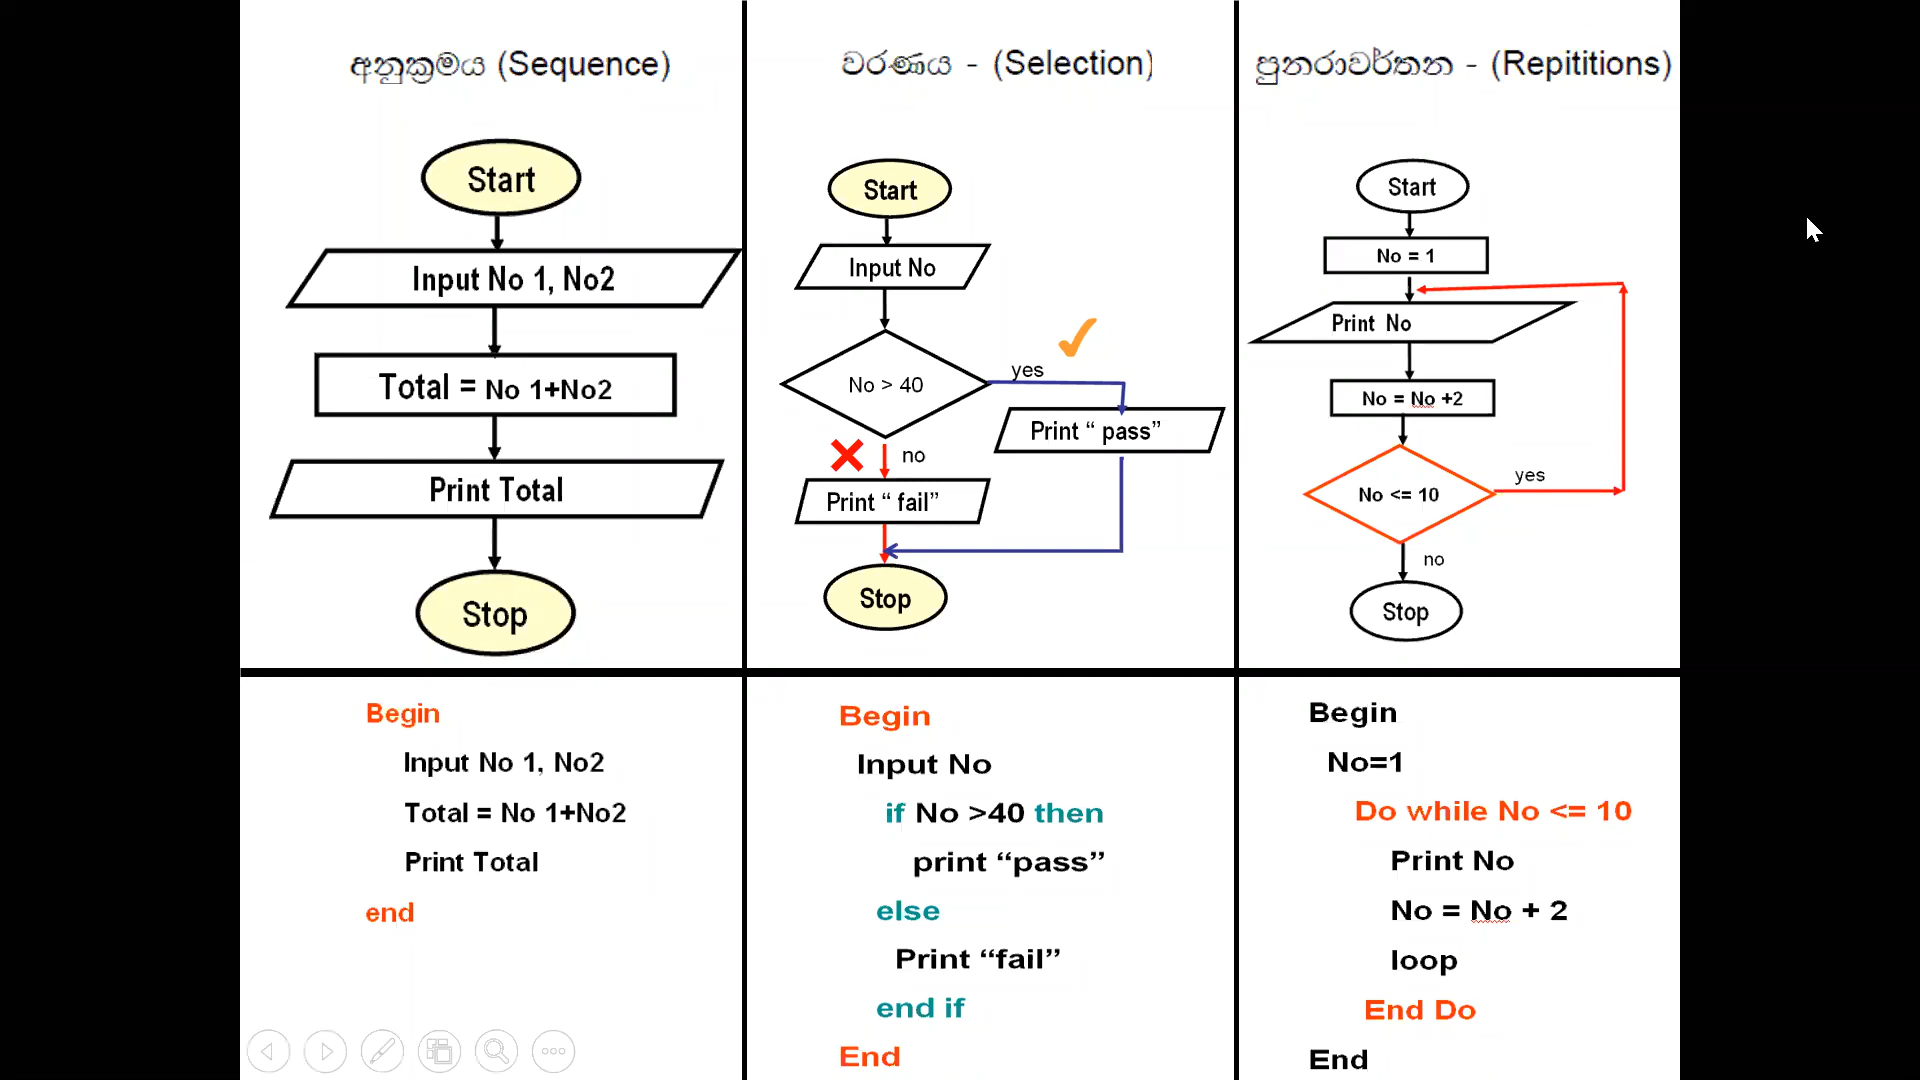 අනුක්‍රමය (Sequence)
Start
Input No 1, No2
Total = No 1+No2
Print Total
Stop
Begin
Input No 1, No2
Total = No 1+No2
Print Total
end
වරණය - (Selection)
Start
Input No
No > 40
yes
Print “ pass”
no
Print “ fail”
Stop
Begin
Input No
if No >40 then
print “pass”
else
Print “fail”
end if
End
පුනරාවර්තන - (Repititions)
Start
No = 1
Print No
No = No +2
No <= 10
yes
no
Stop
Begin
No=1
Do while No <= 10
Print No
No = No + 2
loop
End Do
End